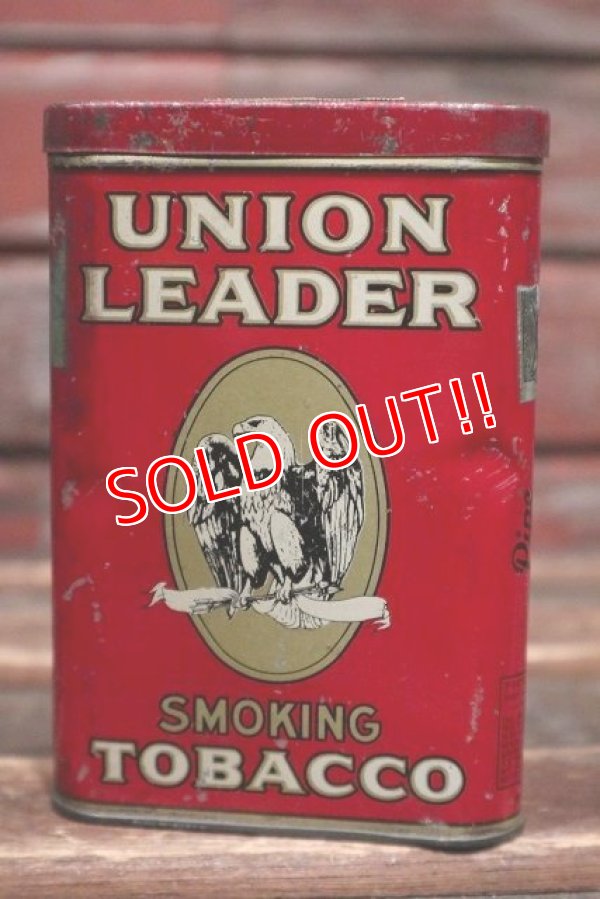 UNION
LEADER
SOLD OUT!!
SMOKING
TOBACCO